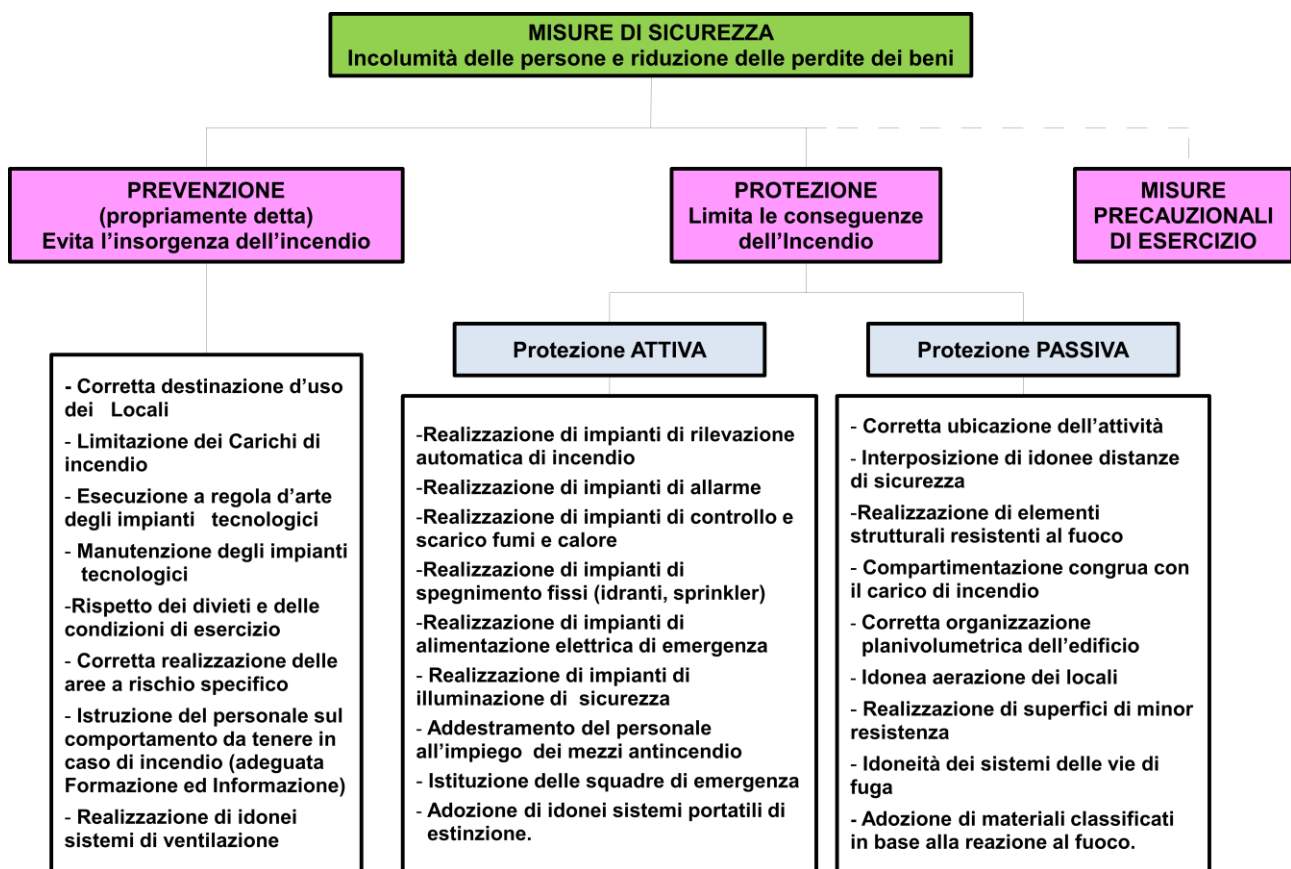 MISURE DI SICUREZZA
Incolumità delle persone e riduzione delle perdite dei beni
PREVENZIONE
(propriamente detta)
Evita l'insorgenza dell'incendio
PROTEZIONE
Limita le conseguenze
dell'Incendio
MISURE
PRECAUZIONALI
DI ESERCIZIO
- Corretta destinazione d'uso
dei Locali
- Limitazione dei Carichi di
incendio
- Esecuzione a regola d'arte
degli impianti tecnologici
- Manutenzione degli impianti
tecnologici
-Rispetto dei divieti e delle
condizioni di esercizio
- Corretta realizzazione delle
aree a rischio specifico
- Istruzione del personale sul
comportamento da tenere in
caso di incendio (adeguata
Formazione ed Informazione)
- Realizzazione di idonei
sistemi di ventilazione
Protezione ATTIVA
-Realizzazione di impianti di rilevazione
automatica di incendio
-Realizzazione di impianti di allarme
-Realizzazione di impianti di controllo e
scarico fumi e calore
-Realizzazione di impianti di
spegnimento fissi (idranti, sprinkler)
-Realizzazione di impianti di
alimentazione elettrica di emergenza
- Realizzazione di impianti di
illuminazione di sicurezza
- Addestramento del personale
all'impiego dei mezzi antincendio
- Istituzione delle squadre di emergenza
- Adozione di idonei sistemi portatili di
estinzione.
Protezione PASSIVA
- Corretta ubicazione dell'attività
- Interposizione di idonee distanze
di sicurezza
-Realizzazione di elementi
strutturali resistenti al fuoco
- Compartimentazione congrua con
il carico di incendio
- Corretta organizzazione
planivolumetrica dell'edificio
- Idonea aerazione dei locali
- Realizzazione di superfici di minor
resistenza
- Idoneità dei sistemi delle vie di
fuga
- Adozione di materiali classificati
in base alla reazione al fuoco.